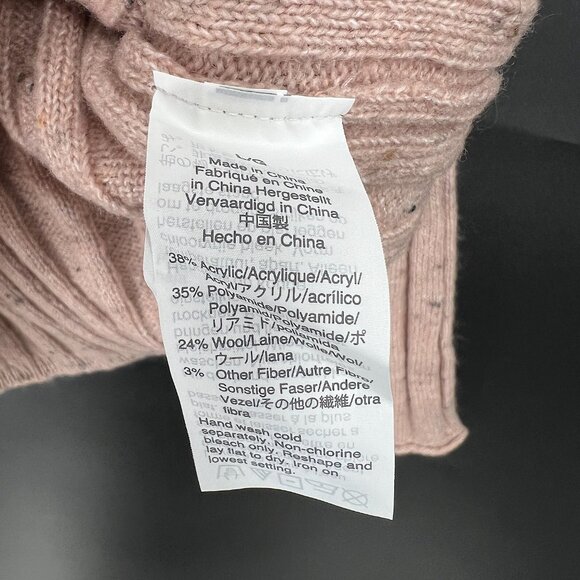 Made in China
Fabriqué en Chine
in China Hergestellt
Vervaardigd in China
中国製
Hecho en China
38% Acrylic/Acrylique/Acryl/
Acryl/アクリル/acrílico
35% Polyamide/Polyamide/
Polyamid/Polyamide/ポ
リアミド/Poliamida
24% Wool/Laine/Wolle/Wol/
ウール/lana
3% Other Fiber/Autre Fibre/
Sonstige Faser/Andere
Vezel/その他の繊維/otra
fibra
Hand wash cold
separately. Non-chlorine
bleach only. Reshape and
lay flat to dry. Iron on
lowest setting.